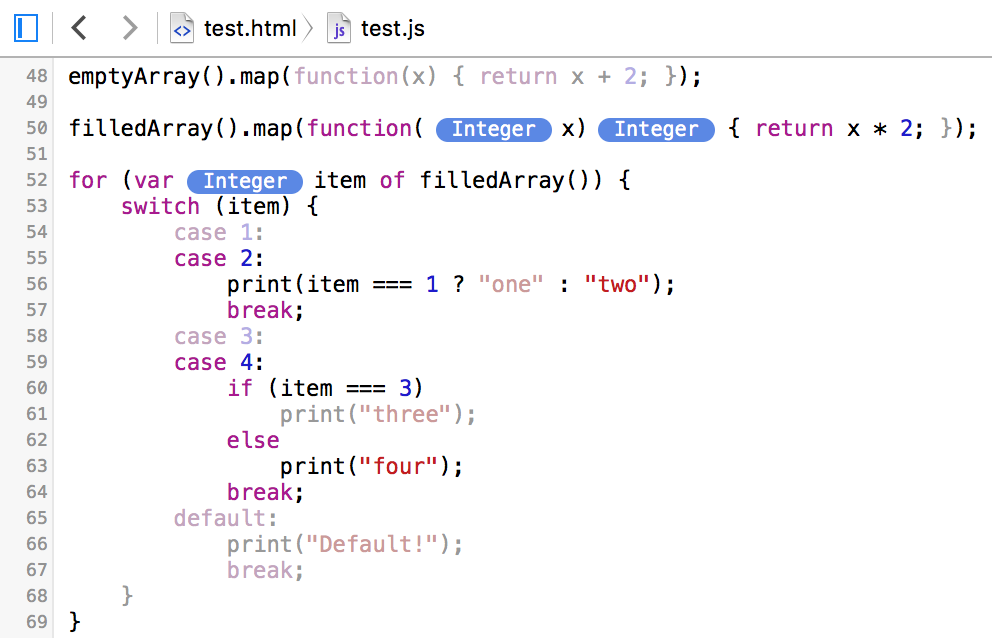 <> test.html js test.js
48 emptyArray().map(function(x) { return x + 2; });
49
50 filledArray().map(function( Integer x) Integer { return x * 2; });
51
52 for (var Integer item of filledArray()) {
53     switch (item) {
54         case 1:
55         case 2:
56             print(item === 1 ? "one" : "two");
57             break;
58         case 3:
59         case 4:
60             if (item === 3)
61                 print("three");
62             else
63                 print("four");
64             break;
65         default:
66             print("Default!");
67             break;
68     }
69 }